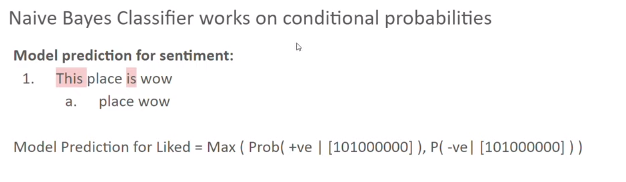 Naive Bayes Classifier works on conditional probabilities
Model prediction for sentiment:
1. This place is wow
a. place wow
Model Prediction for Liked = Max ( Prob( +ve | [101000000] ), P( -ve| [101000000] ) )